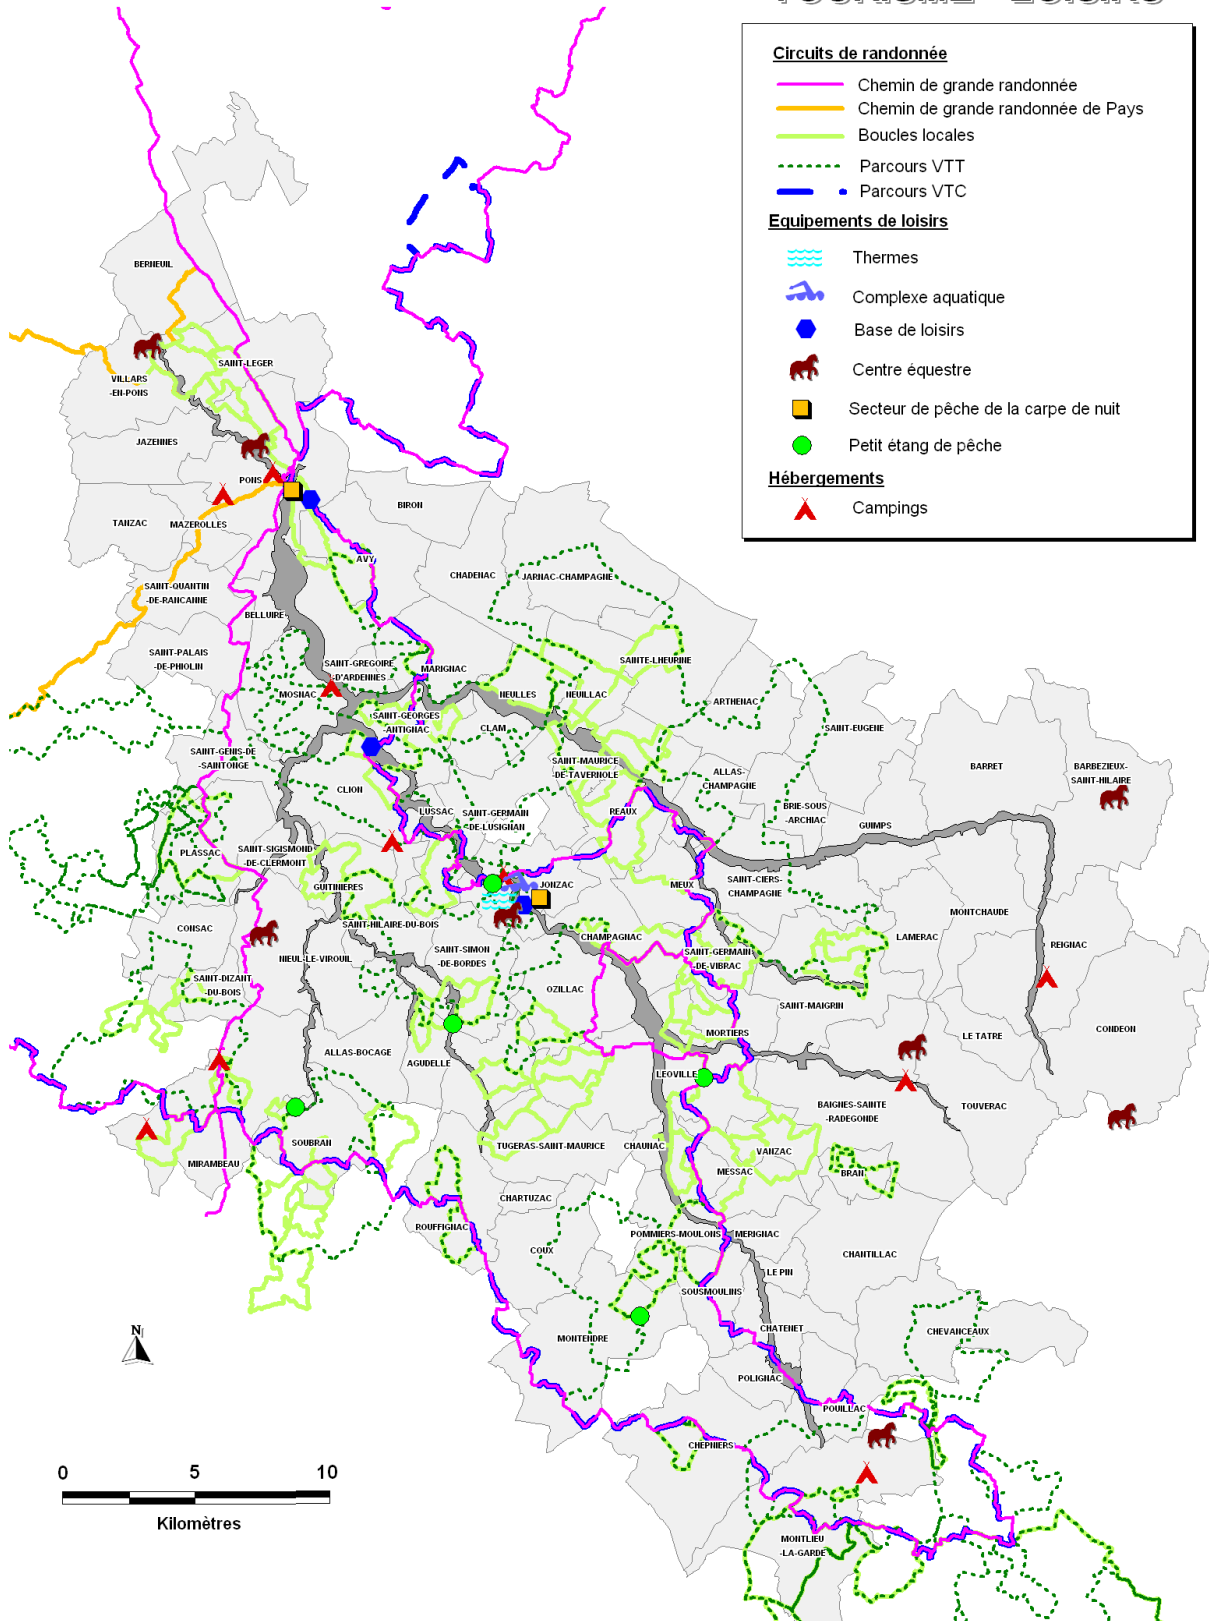 TOURISME - LOISIRS
Circuits de randonnée
Chemin de grande randonnée
Chemin de grande randonnée de Pays
Boucles locales
Parcours VTT
Parcours VTC
Equipements de loisirs
Thermes
Complexe aquatique
Base de loisirs
Centre équestre
Secteur de pêche de la carpe de nuit
Petit étang de pêche
Hébergements
Campings
BERNEUIL
SAINT-LEGER
VILLARS
-EN-PONS
JAZENNES
PONS
BIRON
TANZAC
MAZEROLLES
AVY
CHADENAC
JARNAC-CHAMPAGNE
SAINT-QUANTIN
-DE-RANCANNE
BELLUIRE
SAINT-PALAIS
-DE-PHIOLIN
SAINT-GREGOIRE
-D'ARDENNES
MARIGNAC
SAINTE-LHEURINE
MOSNAC
NEULLES
NEUILLAC
ARTHENAC
SAINT-GEORGES
-ANTIGNAC
CLAM
SAINT-EUGENE
SAINT-GENIS-DE
-SAINTONGE
SAINT-MAURICE
-DE-TAVERNOLE
ALLAS-
CHAMPAGNE
BARRET
BARBEZIEUX-
SAINT-HILAIRE
CLION
LUSSAC
SAINT-GERMAIN
-DE-LUSIGNAN
REAUX
BRIE-SOUS
-ARCHIAC
GUIMPS
PLASSAC
SAINT-SIGISMOND
-DE-CLERMONT
GUITINIERES
JONZAC
MEUX
SAINT-CIERS-
CHAMPAGNE
MONTCHAUDE
CONSAC
SAINT-HILAIRE-DU-BOIS
CHAMPAGNAC
LAMERAC
REIGNAC
NIEUL-LE-VIROUIL
SAINT-SIMON
-DE-BORDES
SAINT-GERMAIN
-DE-VIBRAC
SAINT-DIZANT
-DU-BOIS
OZILLAC
SAINT-MAIGRIN
MORTIERS
LE TATRE
CONDEON
ALLAS-BOCAGE
AGUDELLE
LEOVILLE
BAIGNES-SAINTE
-RADEGONDE
TOUVERAC
SOUBRAN
TUGERAS-SAINT-MAURICE
CHAUNAC
VANZAC
MIRAMBEAU
MESSAC
BRAN
CHARTUZAC
ROUFFIGNAC
COUX
POMMIERS-MOULONS
MERIGNAC
CHANTILLAC
LE PIN
SOUSMOULINS
N
MONTENDRE
CHATENET
CHEVANCEAUX
POLIGNAC
POUILLAC
CHEPNIERS
0 5 10
Kilomètres
MONTLIEU
-LA-GARDE